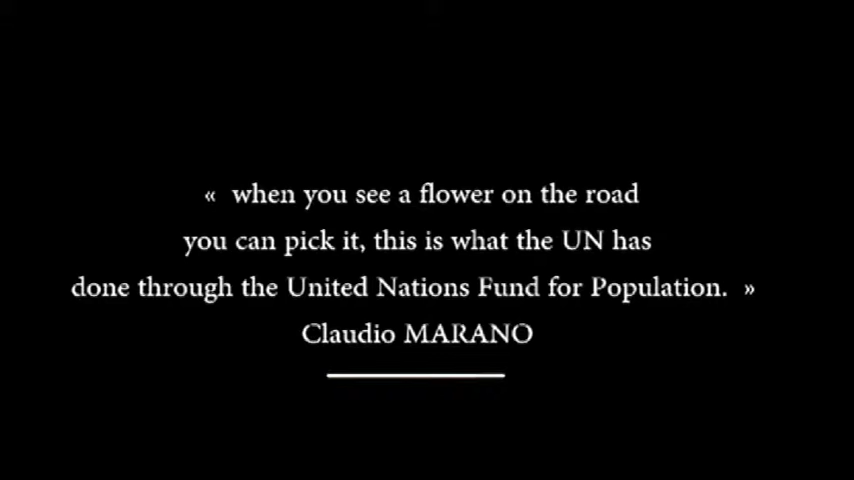 « when you see a flower on the road
you can pick it, this is what the UN has
done through the United Nations Fund for Population. »
Claudio MARANO